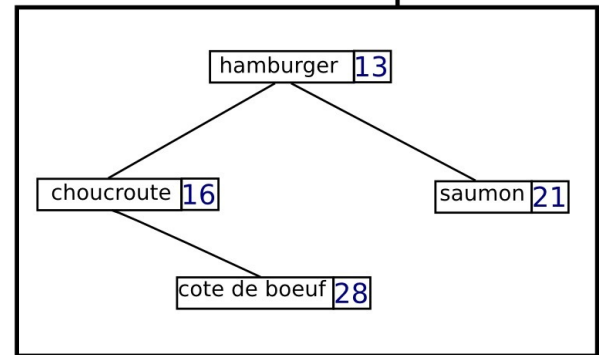 hamburger 13
choucroute 16
saumon 21
cote de boeuf 28